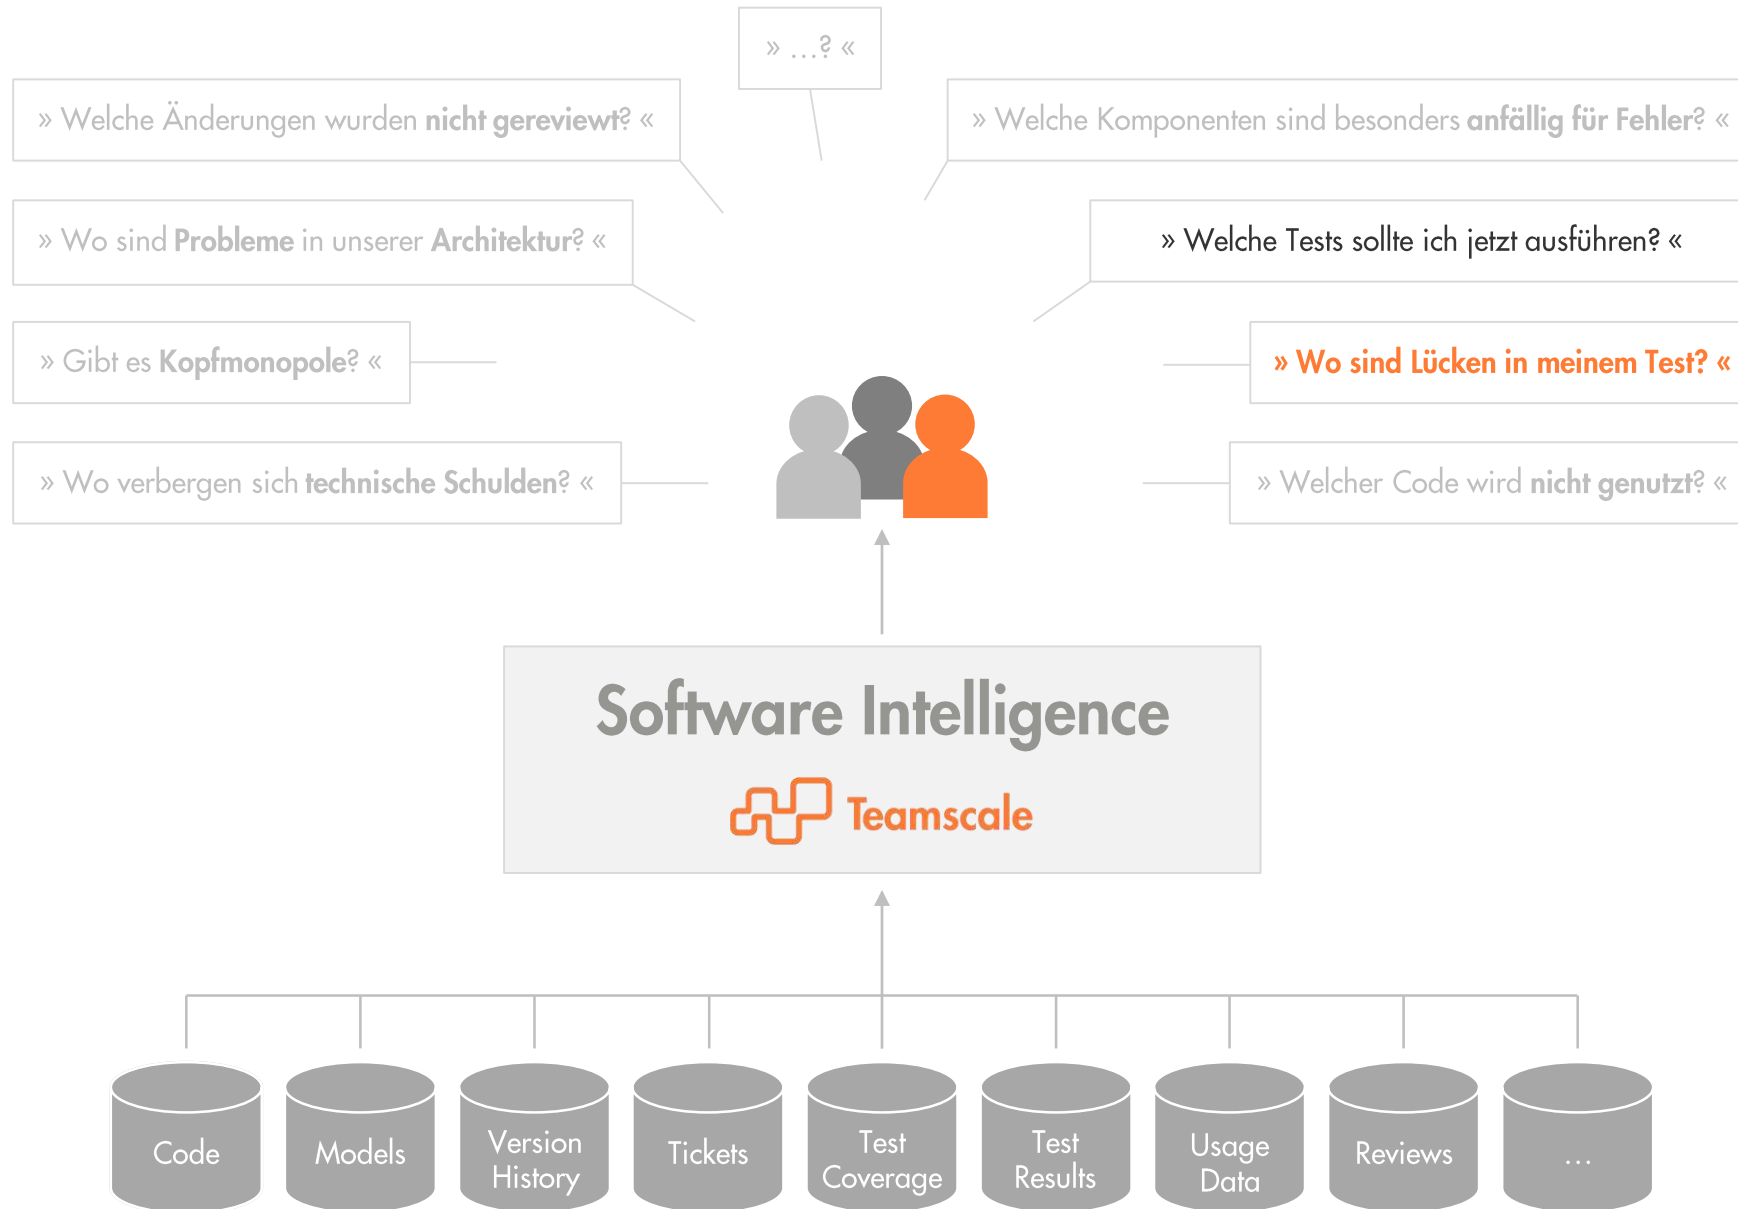 » …? «
» Welche Änderungen wurden nicht gereviewt? «
» Welche Komponenten sind besonders anfällig für Fehler? «
» Wo sind Probleme in unserer Architektur? «
» Welche Tests sollte ich jetzt ausführen? «
» Gibt es Kopfmonopole? «
» Wo sind Lücken in meinem Test? «
» Wo verbergen sich technische Schulden? «
» Welcher Code wird nicht genutzt? «
Software Intelligence
Teamscale
Code
Models
Version
History
Tickets
Test
Coverage
Test
Results
Usage
Data
Reviews
…